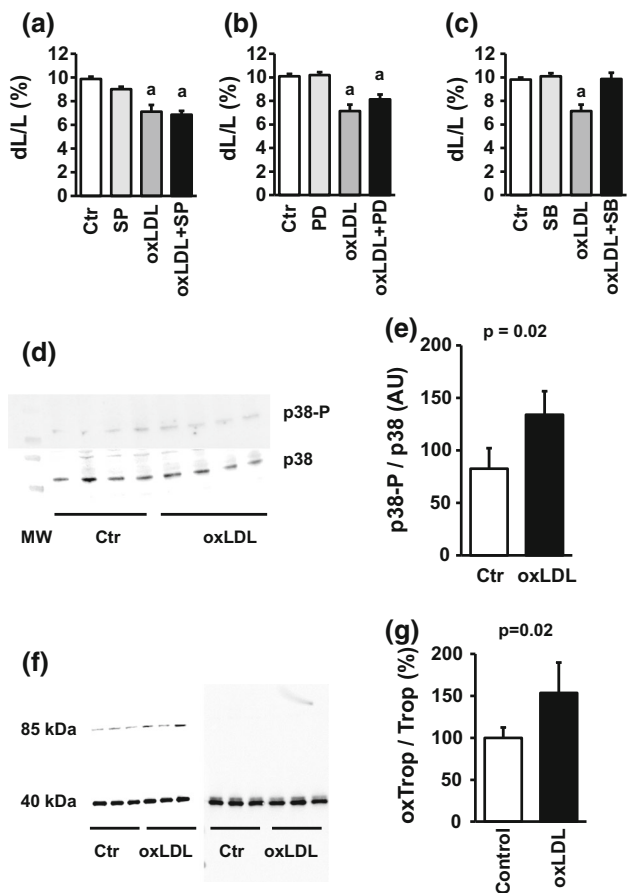 (a)
dL/L (%)
12
10
8
6
4
2
0
a
a
Ctr
SP
oxLDL
oxLDL+SP
(b)
dL/L (%)
12
10
8
6
4
2
0
a
a
Ctr
PD
oxLDL
oxLDL+PD
(c)
dL/L (%)
12
10
8
6
4
2
0
a
Ctr
SB
oxLDL
oxLDL+SB
(d)
p38-P
p38
MW
Ctr
oxLDL
(e)
p = 0.02
p38-P / p38 (AU)
200
150
100
50
0
Ctr
oxLDL
(f)
85 kDa
40 kDa
Ctr
oxLDL
Ctr
oxLDL
(g)
p=0.02
oxTrop / Trop (%)
200
150
100
50
0
Control
oxLDL